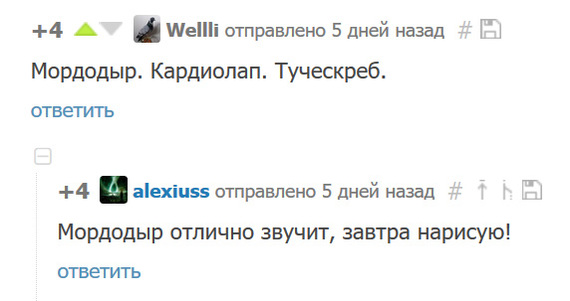 +4 Wellli отправлено 5 дней назад #
Мордодыр. Кардиолап. Туческреб.
ответить
+4 alexiuss отправлено 5 дней назад #
Мордодыр отлично звучит, завтра нарисую!
ответить